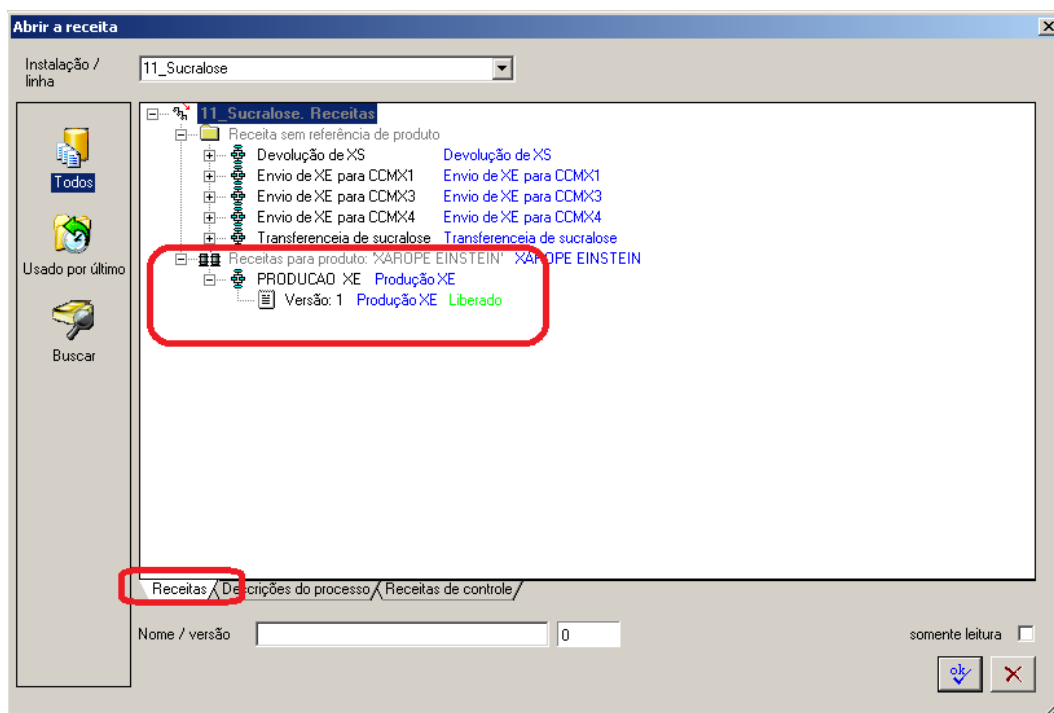 Abrir a receita
Instalação / linha
11_Sucralose
Todos
Usado por último
Buscar
11_Sucralose. Receitas
Receita sem referência de produto
Devolução de XS Devolução de XS
Envio de XE para CCMX1 Envio de XE para CCMX1
Envio de XE para CCMX3 Envio de XE para CCMX3
Envio de XE para CCMX4 Envio de XE para CCMX4
Transferenceia de sucralose Transferenceia de sucralose
Receitas para produto: 'XAROPE EINSTEIN' XAROPE EINSTEIN
PRODUCAO XE Produção XE
Versão: 1 Produção XE Liberado
Receitas Descrições do processo Receitas de controle
Nome / versão 0 somente leitura
ok